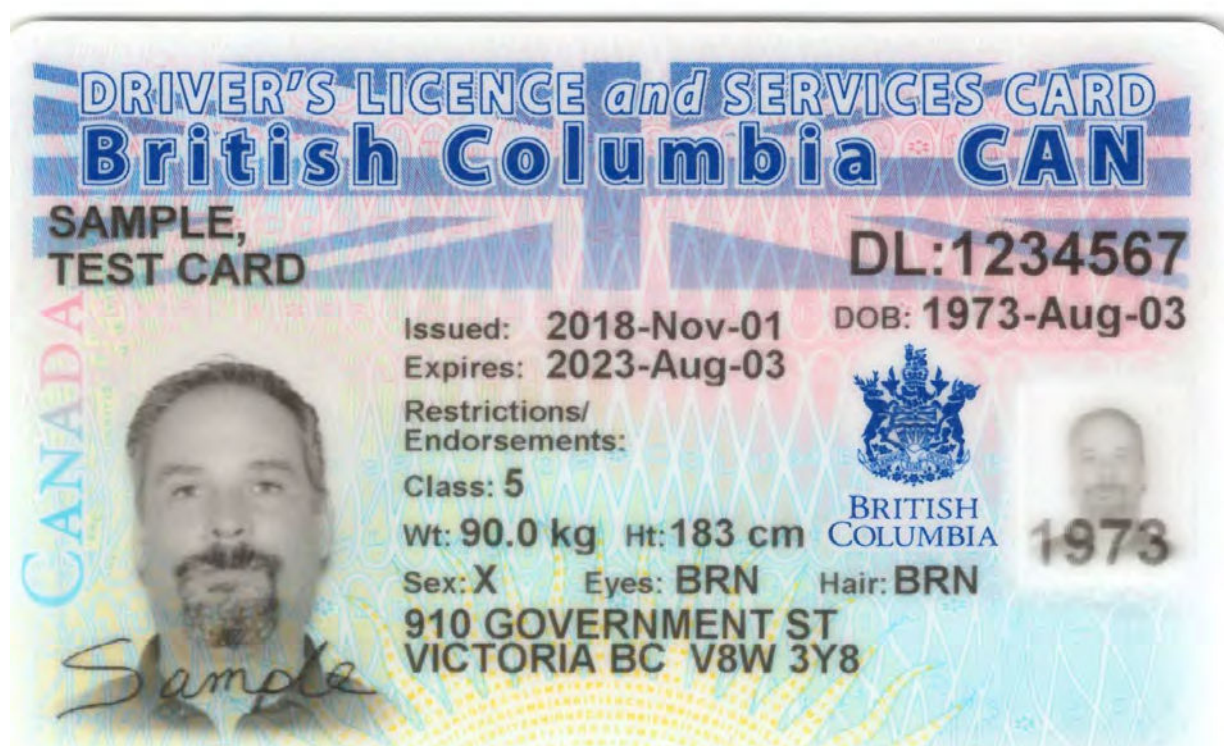 DRIVER'S LICENCE and SERVICES CARD
British Columbia CAN
SAMPLE,
TEST CARD
DL:1234567
Issued: 2018-Nov-01
DOB: 1973-Aug-03
Expires: 2023-Aug-03
Restrictions/
Endorsements:
Class: 5
Wt: 90.0 kg Ht: 183 cm
Sex: X Eyes: BRN Hair: BRN
910 GOVERNMENT ST
VICTORIA BC V8W 3Y8
CANADA
BRITISH
COLUMBIA
1973
Sample